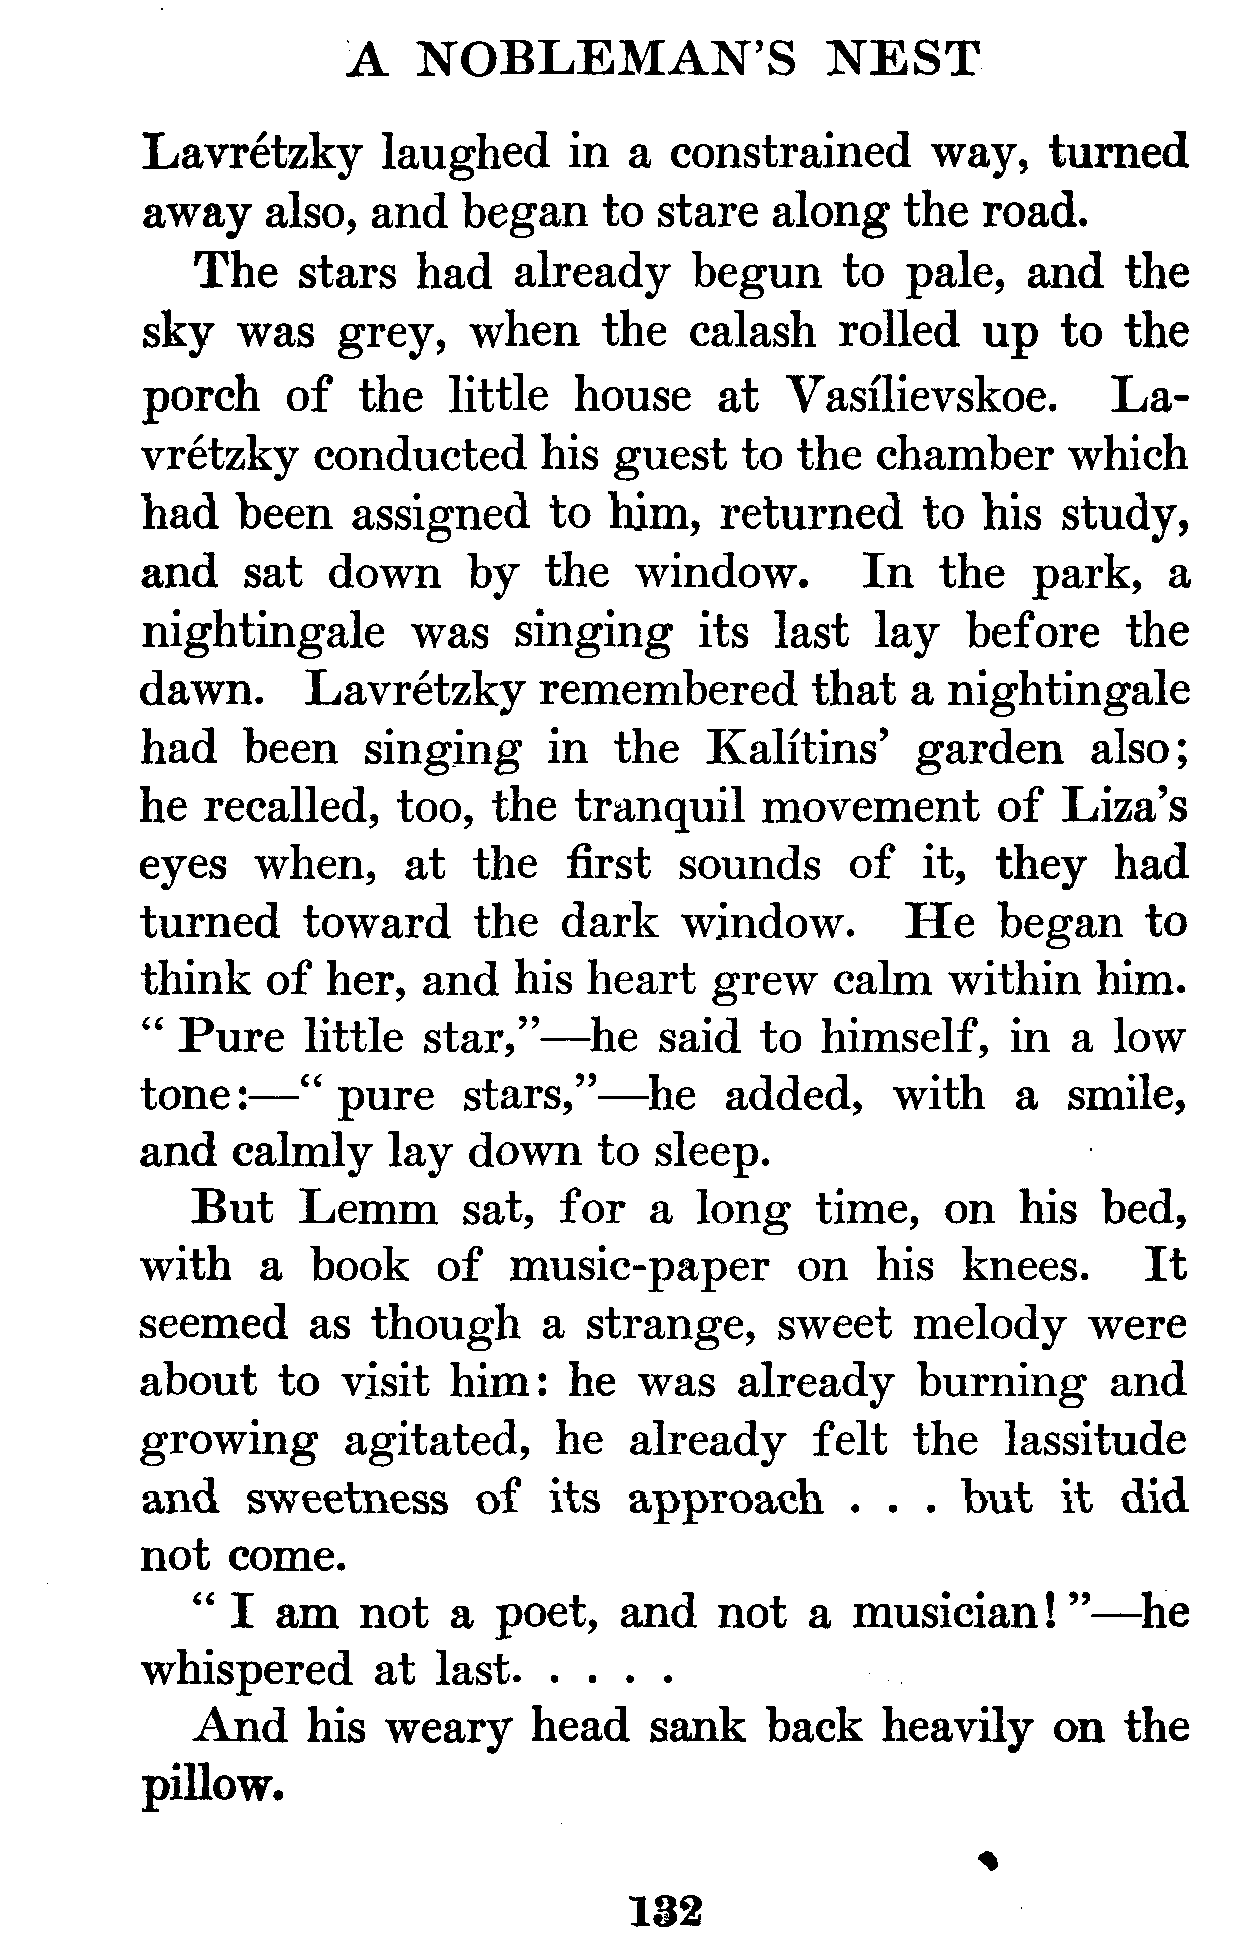 A NOBLEMAN'S NEST
Lavrétzky laughed in a constrained way, turned
away also, and began to stare along the road.
The stars had already begun to pale, and the
sky was grey, when the calash rolled up to the
porch of the little house at Vasílievskoe. La-
vrétzky conducted his guest to the chamber which
had been assigned to him, returned to his study,
and sat down by the window. In the park, a
nightingale was singing its last lay before the
dawn. Lavrétzky remembered that a nightingale
had been singing in the Kalítins' garden also;
he recalled, too, the tranquil movement of Liza's
eyes when, at the first sounds of it, they had
turned toward the dark window. He began to
think of her, and his heart grew calm within him.
“ Pure little star,”—he said to himself, in a low
tone:—“ pure stars,”—he added, with a smile,
and calmly lay down to sleep.
But Lemm sat, for a long time, on his bed,
with a book of music-paper on his knees. It
seemed as though a strange, sweet melody were
about to visit him: he was already burning and
growing agitated, he already felt the lassitude
and sweetness of its approach . . . but it did
not come.
“ I am not a poet, and not a musician! ”—he
whispered at last. . . . .
And his weary head sank back heavily on the
pillow.
132